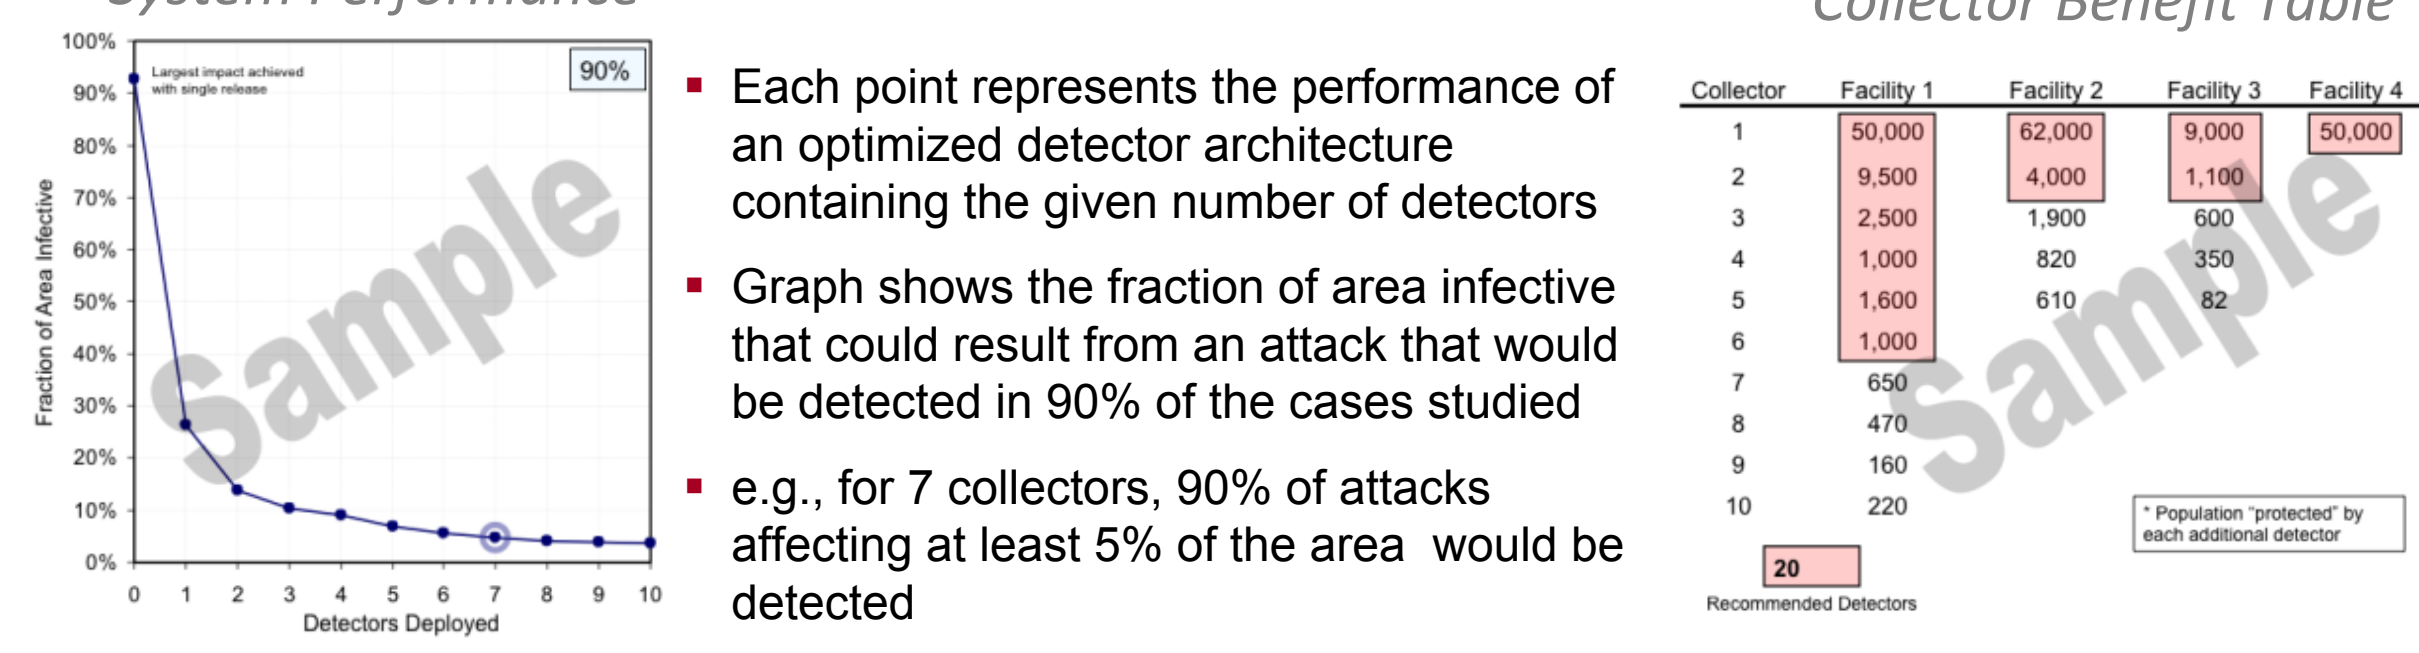 System Performance
Collector Benefit Table
100%
90%
80%
70%
60%
50%
40%
30%
20%
10%
0%
Fraction of Area Infective
Largest impact achieved
with single release
90%
0 1 2 3 4 5 6 7 8 9 10
Detectors Deployed
Sample
▪ Each point represents the performance of
an optimized detector architecture
containing the given number of detectors
▪ Graph shows the fraction of area infective
that could result from an attack that would
be detected in 90% of the cases studied
▪ e.g., for 7 collectors, 90% of attacks
affecting at least 5% of the area would be
detected
Collector Facility 1 Facility 2 Facility 3 Facility 4
1 50,000 62,000 9,000 50,000
2 9,500 4,000 1,100
3 2,500 1,900 600
4 1,000 820 350
5 1,600 610 82
6 1,000
7 650
8 470
9 160
10 220
Sample
* Population "protected" by
each additional detector
20
Recommended Detectors